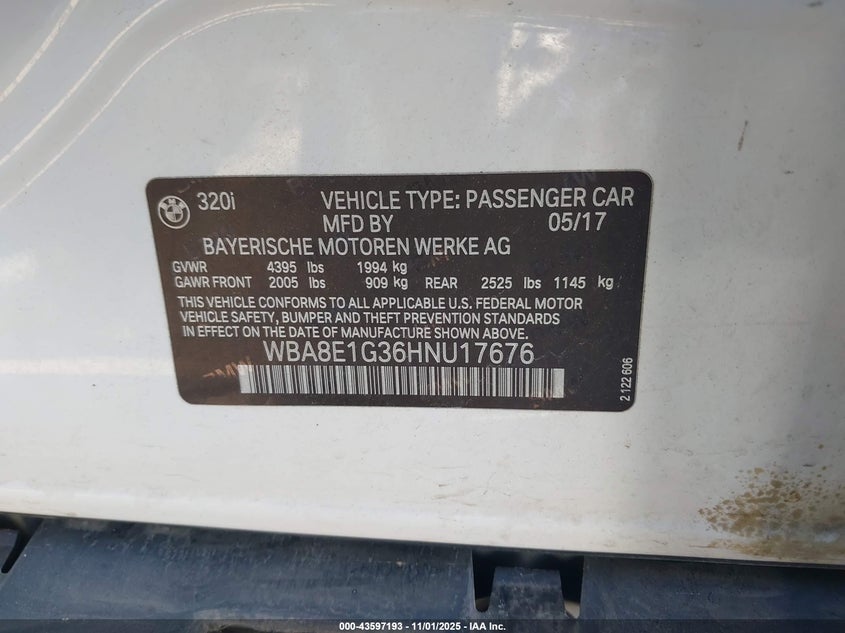 320i VEHICLE TYPE: PASSENGER CAR
MFD BY 05/17
BAYERISCHE MOTOREN WERKE AG
GVWR 4395 lbs 1994 kg
GAWR FRONT 2005 lbs 909 kg REAR 2525 lbs 1145 kg
THIS VEHICLE CONFORMS TO ALL APPLICABLE U.S. FEDERAL MOTOR
VEHICLE SAFETY, BUMPER AND THEFT PREVENTION STANDARDS
IN EFFECT ON THE DATE OF MANUFACTURE SHOWN ABOVE.
WBA8E1G36HNU17676
2 122 606
000-43597193 - 11/01/2025 - IAA Inc.